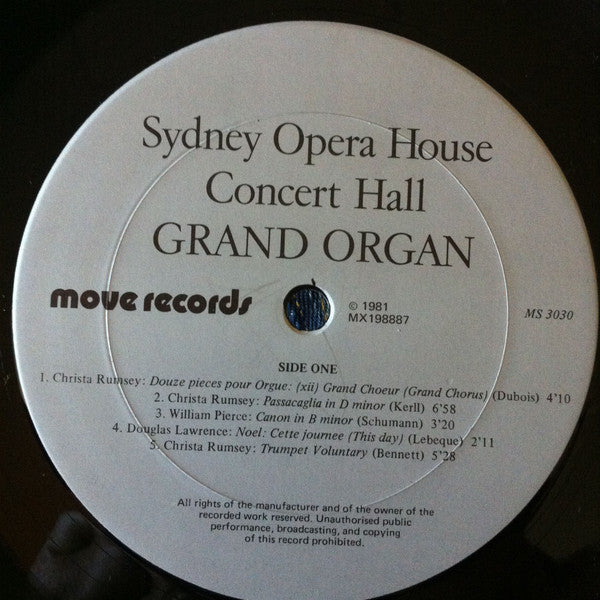 Sydney Opera House
Concert Hall
GRAND ORGAN
move records
© 1981
MX198887
MS 3030
SIDE ONE
1. Christa Rumsey: Douze pieces pour Orgue: (xii) Grand Choeur (Grand Chorus) (Dubois) 4'10
2. Christa Rumsey: Passacaglia in D minor (Kerll) 6'58
3. William Pierce: Canon in B minor (Schumann) 3'20
4. Douglas Lawrence: Noel: Cette journee (This day) (Lebeque) 2'11
5. Christa Rumsey: Trumpet Voluntary (Bennett) 5'28
All rights of the manufacturer and of the owner of the
recorded work reserved. Unauthorised public
performance, broadcasting, and copying
of this record prohibited.